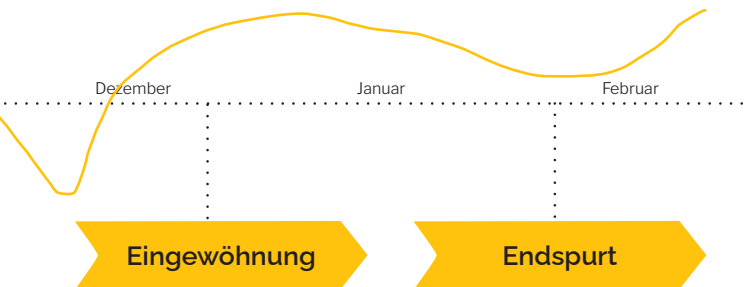 Dezember
Januar
Februar
Eingewöhnung
Endspurt